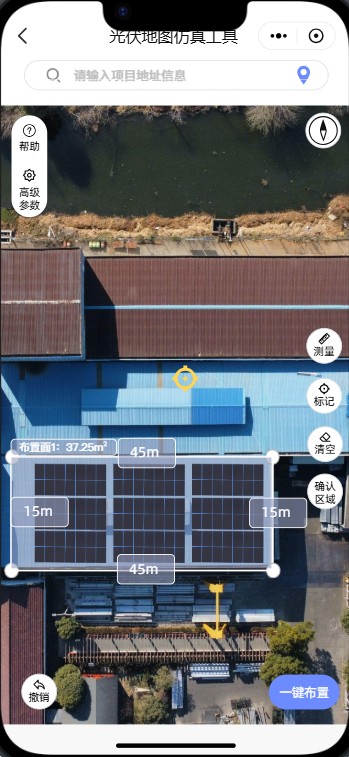 光伏地图仿真工具
请输入项目地址信息
帮助
高级
参数
测量
标记
清空
布置面1：37.25m²
45m
确认
区域
15m
15m
45m
撤销
一键布置